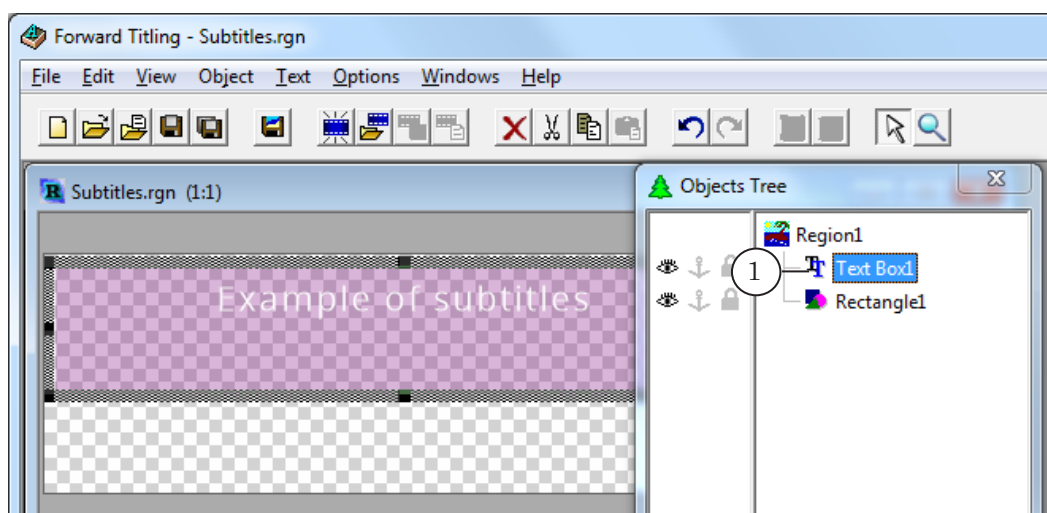 Forward Titling - Subtitles.rgn
File Edit View Object Text Options Windows Help
Subtitles.rgn (1:1)
Objects Tree
Region1
1
Text Box1
Rectangle1
Example of subtitles